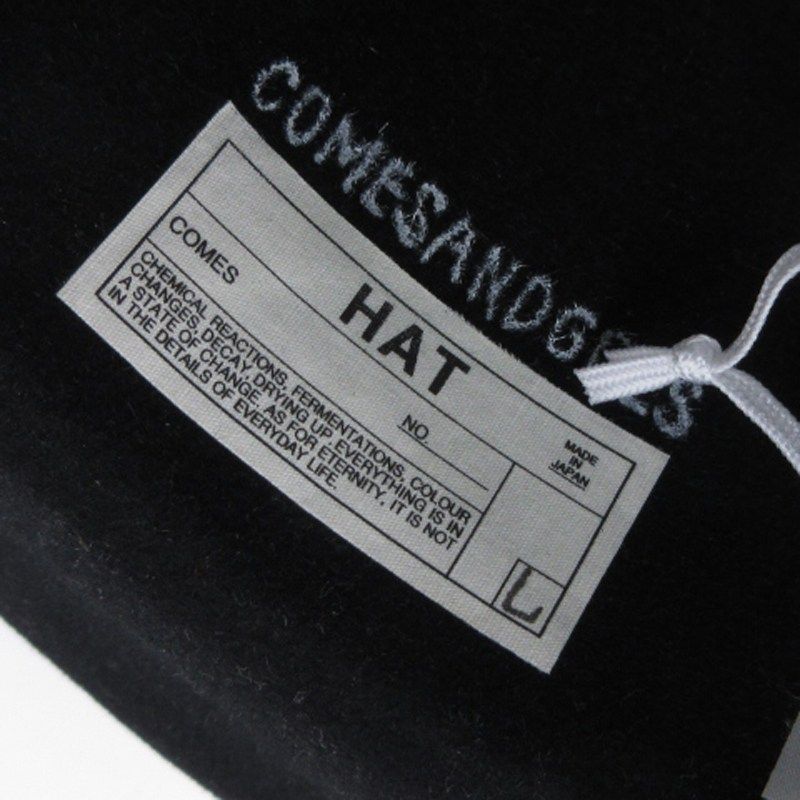 COMESANDGOES
HAT
MADE
IN
JAPAN
COMES
NO.
CHEMICAL REACTIONS, FERMENTATIONS, COLOUR
CHANGES, DECAY DRYING UP, EVERYTHING IS IN
A STATE OF CHANGE. AS FOR ETERNITY, IT IS NOT
IN THE DETAILS OF EVERYDAY LIFE.
L